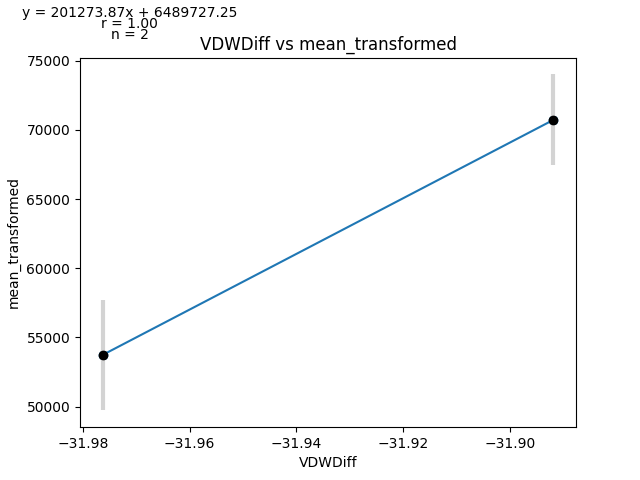 y = 201273.87x + 6489727.25
r = 1.00
n = 2
VDWDiff vs mean_transformed
75000
70000
65000
60000
55000
50000
mean_transformed
−31.98
−31.96
−31.94
−31.92
−31.90
VDWDiff